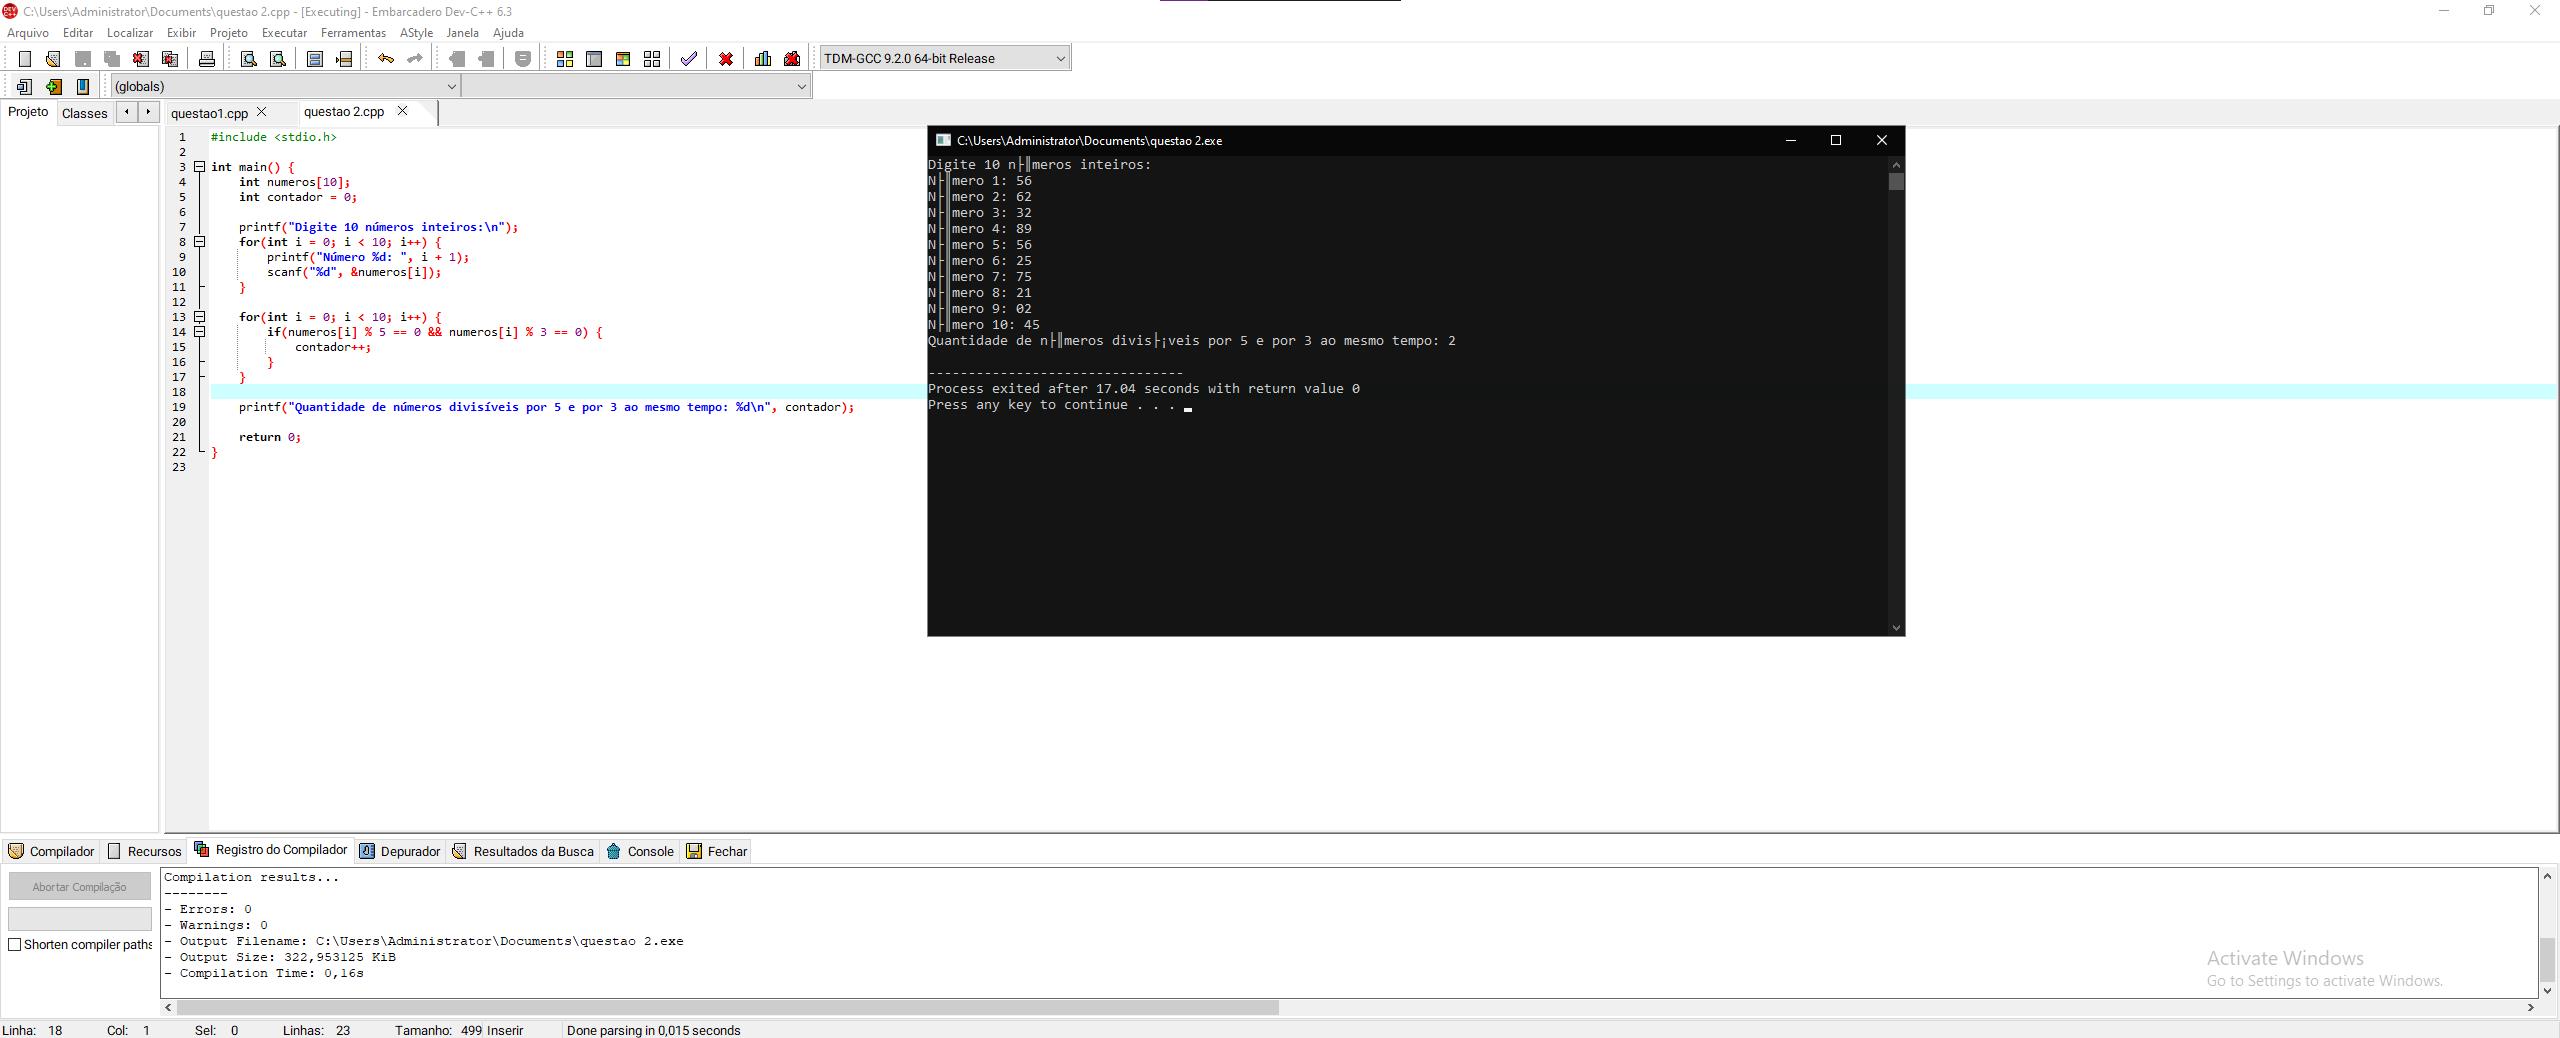 C:\Users\Administrator\Documents\questao 2.cpp - [Executing] - Embarcadero Dev-C++ 6.3
Arquivo Editar Localizar Exibir Projeto Executar Ferramentas AStyle Janela Ajuda
TDM-GCC 9.2.0 64-bit Release
(globals)
Projeto Classes questao1.cpp questao 2.cpp
1 #include <stdio.h>
2
3 int main() {
4 int numeros[10];
5 int contador = 0;
6
7 printf("Digite 10 números inteiros:\n");
8 for(int i = 0; i < 10; i++) {
9 printf("Número %d: ", i + 1);
10 scanf("%d", &numeros[i]);
11 }
12
13 for(int i = 0; i < 10; i++) {
14 if(numeros[i] % 5 == 0 && numeros[i] % 3 == 0) {
15 contador++;
16 }
17 }
18
19 printf("Quantidade de números divisíveis por 5 e por 3 ao mesmo tempo: %d\n", contador);
20
21 return 0;
22 }
23
C:\Users\Administrator\Documents\questao 2.exe
Digite 10 n├║meros inteiros:
N├║mero 1: 56
N├║mero 2: 62
N├║mero 3: 32
N├║mero 4: 89
N├║mero 5: 56
N├║mero 6: 25
N├║mero 7: 75
N├║mero 8: 21
N├║mero 9: 02
N├║mero 10: 45
Quantidade de n├║meros divis├¡veis por 5 e por 3 ao mesmo tempo: 2
--------------------------------
Process exited after 17.04 seconds with return value 0
Press any key to continue . . .
Compilador Recursos Registro do Compilador Depurador Resultados da Busca Console Fechar
Abortar Compilação
Shorten compiler paths
Compilation results...
--------
- Errors: 0
- Warnings: 0
- Output Filename: C:\Users\Administrator\Documents\questao 2.exe
- Output Size: 322,953125 KiB
- Compilation Time: 0,16s
Activate Windows
Go to Settings to activate Windows.
Linha: 18 Col: 1 Sel: 0 Linhas: 23 Tamanho: 499 Inserir Done parsing in 0,015 seconds